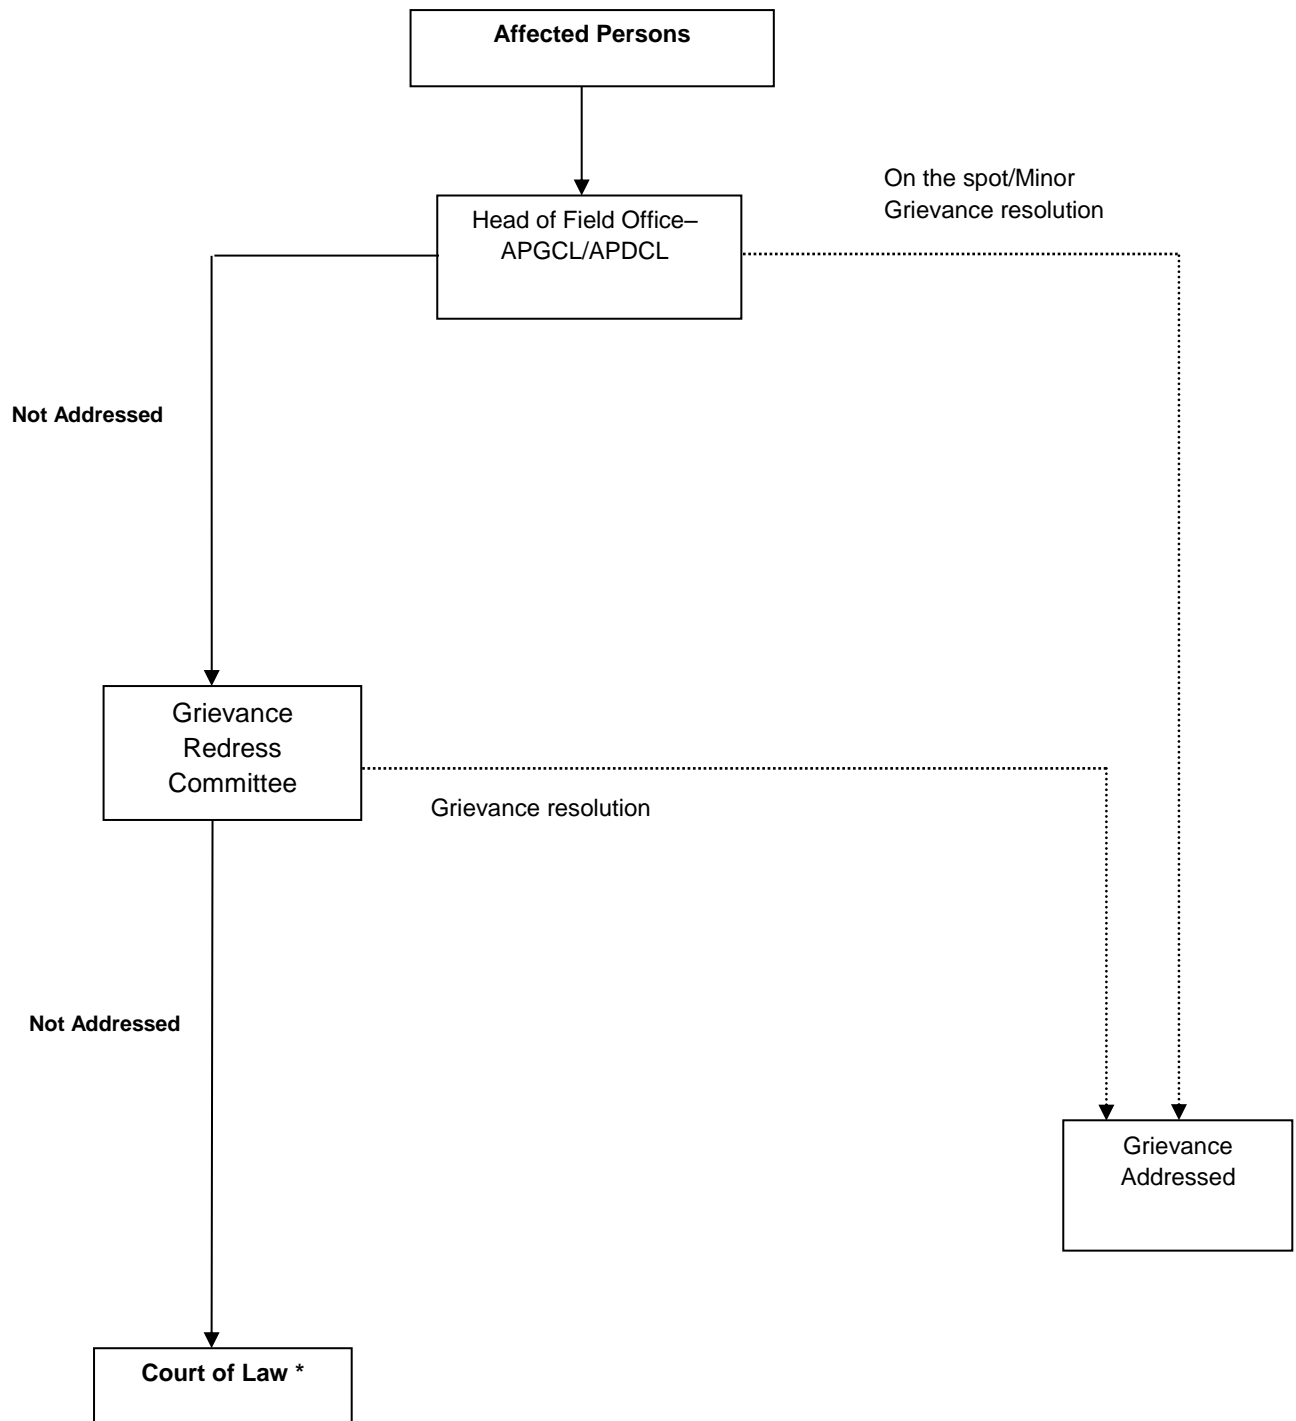 Affected Persons
On the spot/Minor
Grievance resolution
Head of Field Office–
APGCL/APDCL
Not Addressed
Grievance
Redress
Committee
Grievance resolution
Not Addressed
Grievance
Addressed
Court of Law *